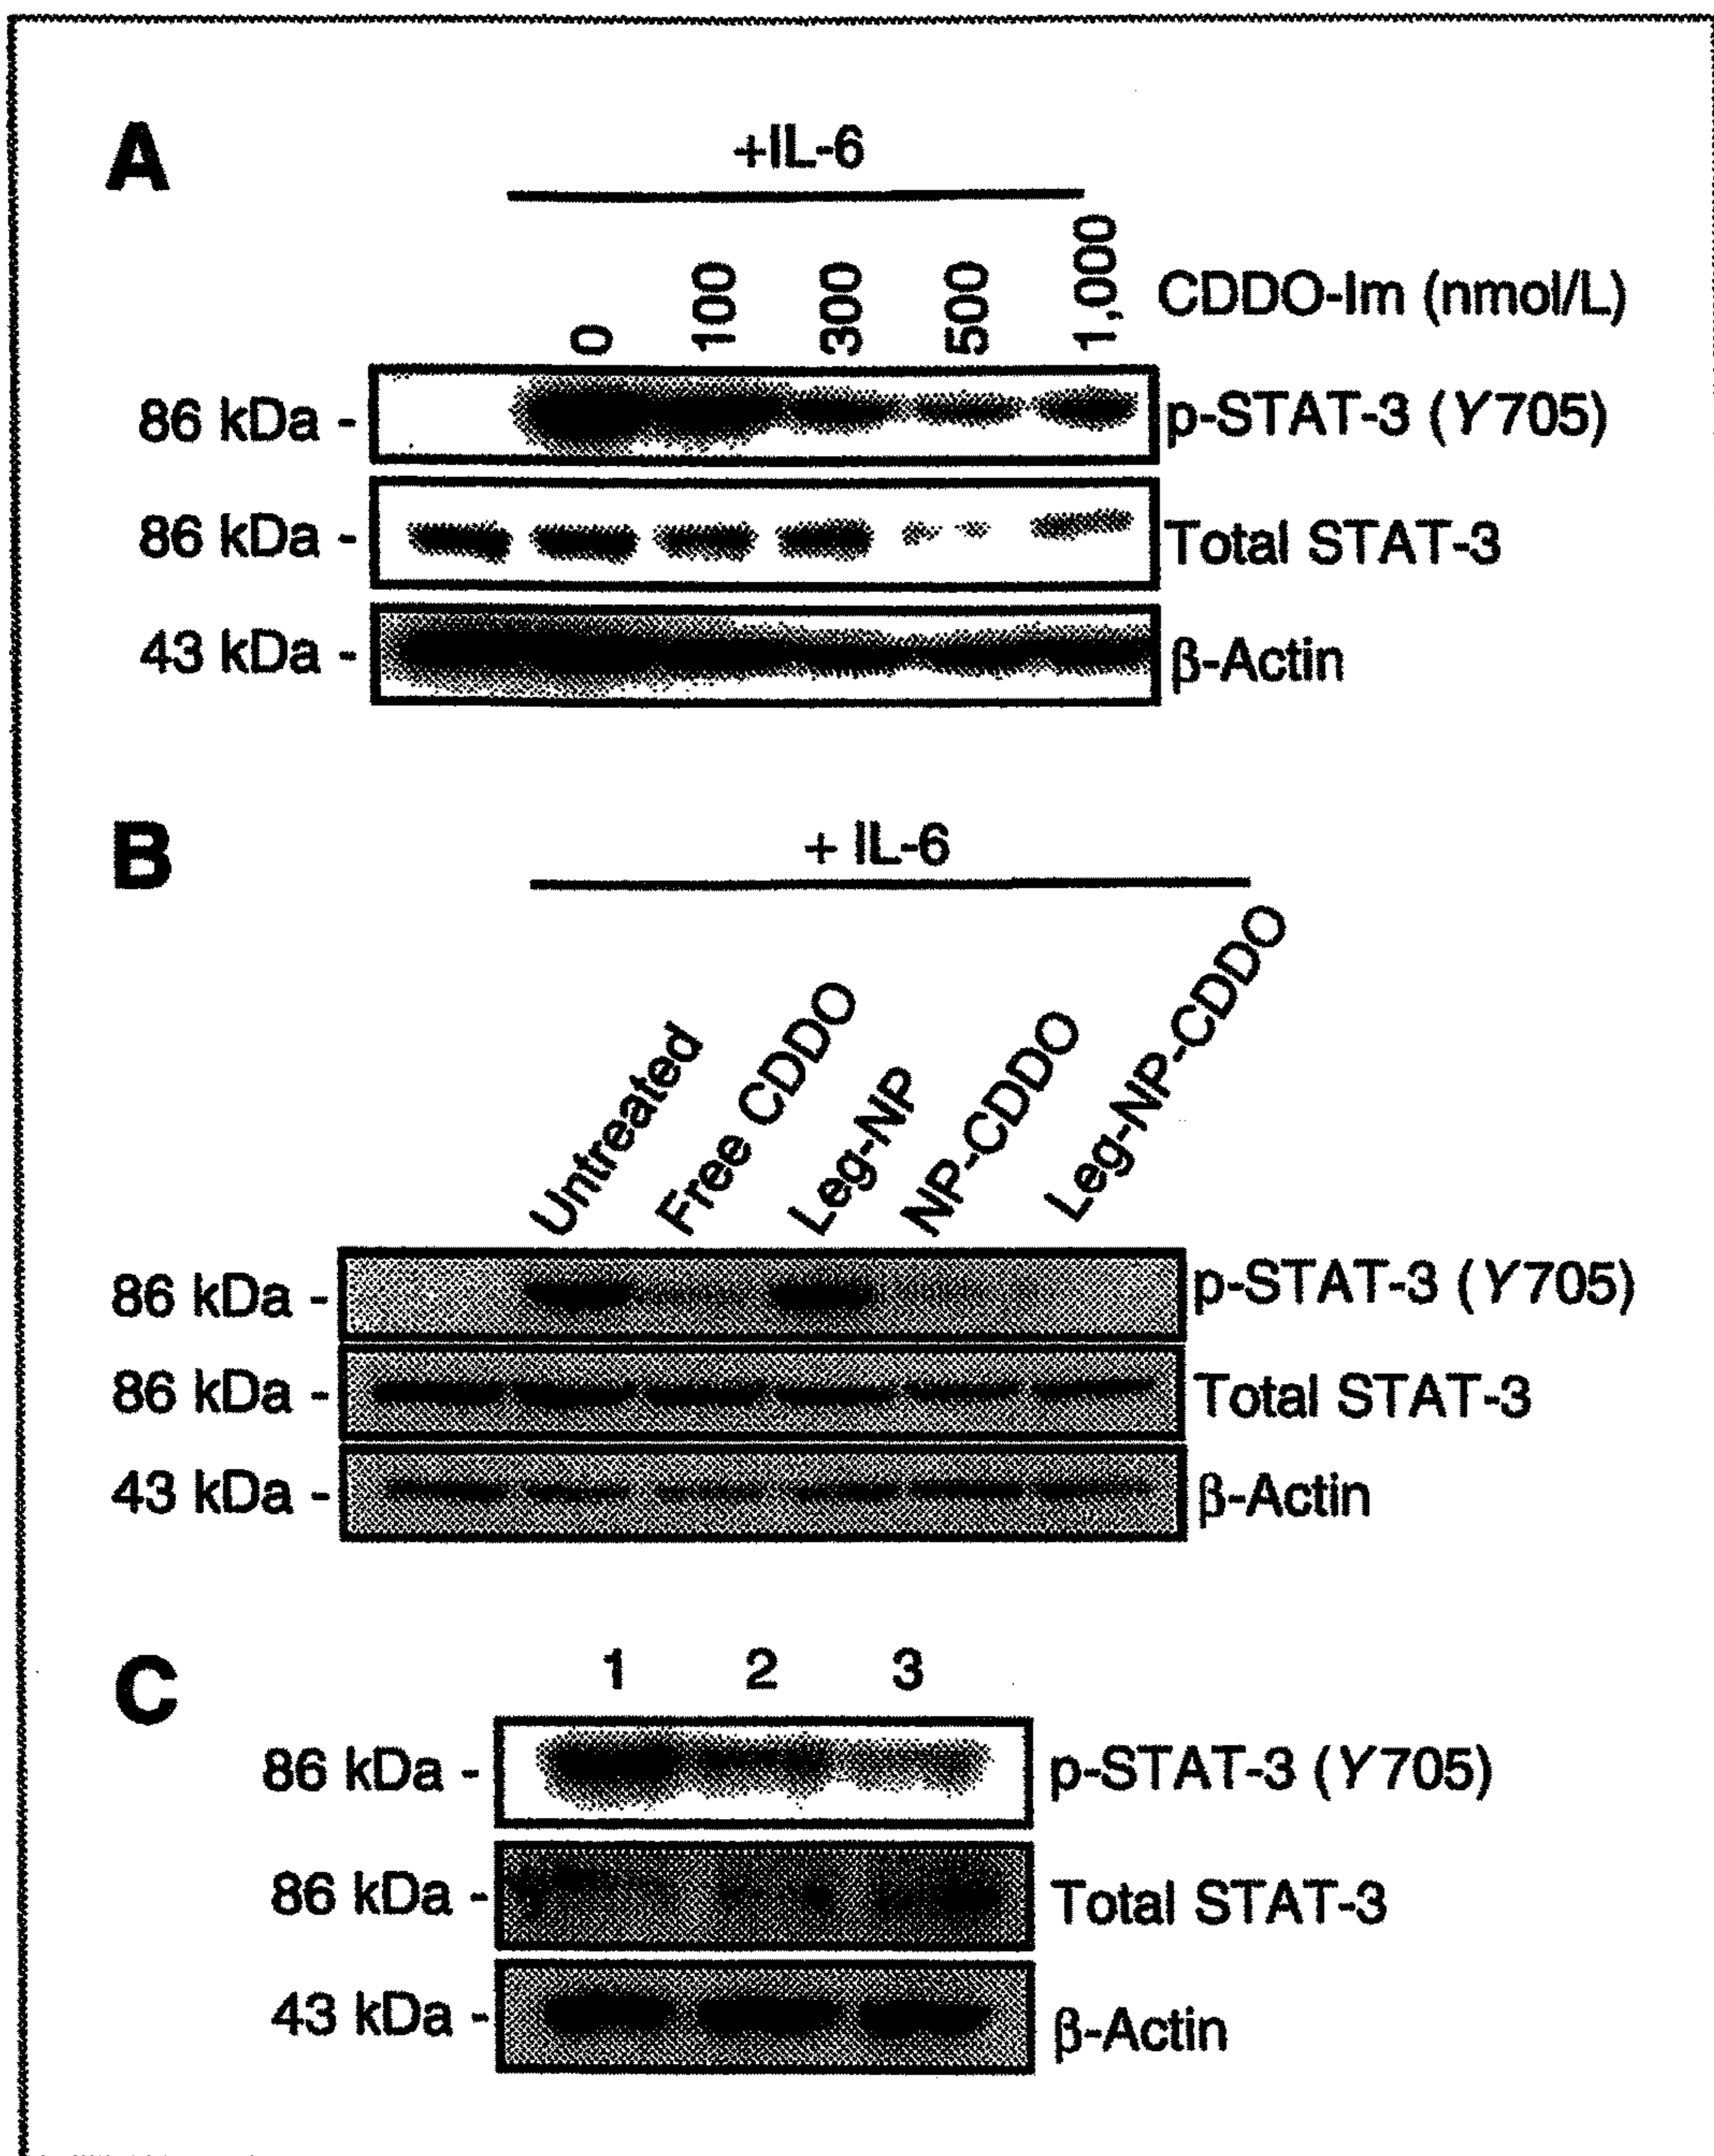 A
+IL-6
0 100 300 500 1,000 CDDO-Im (nmol/L)
86 kDa - p-STAT-3 (Y705)
86 kDa - Total STAT-3
43 kDa - β-Actin
B
+ IL-6
Untreated Free CDDO Leg-NP NP-CDDO Leg-NP-CDDO
86 kDa - p-STAT-3 (Y705)
86 kDa - Total STAT-3
43 kDa - β-Actin
C
1 2 3
86 kDa - p-STAT-3 (Y705)
86 kDa - Total STAT-3
43 kDa - β-Actin